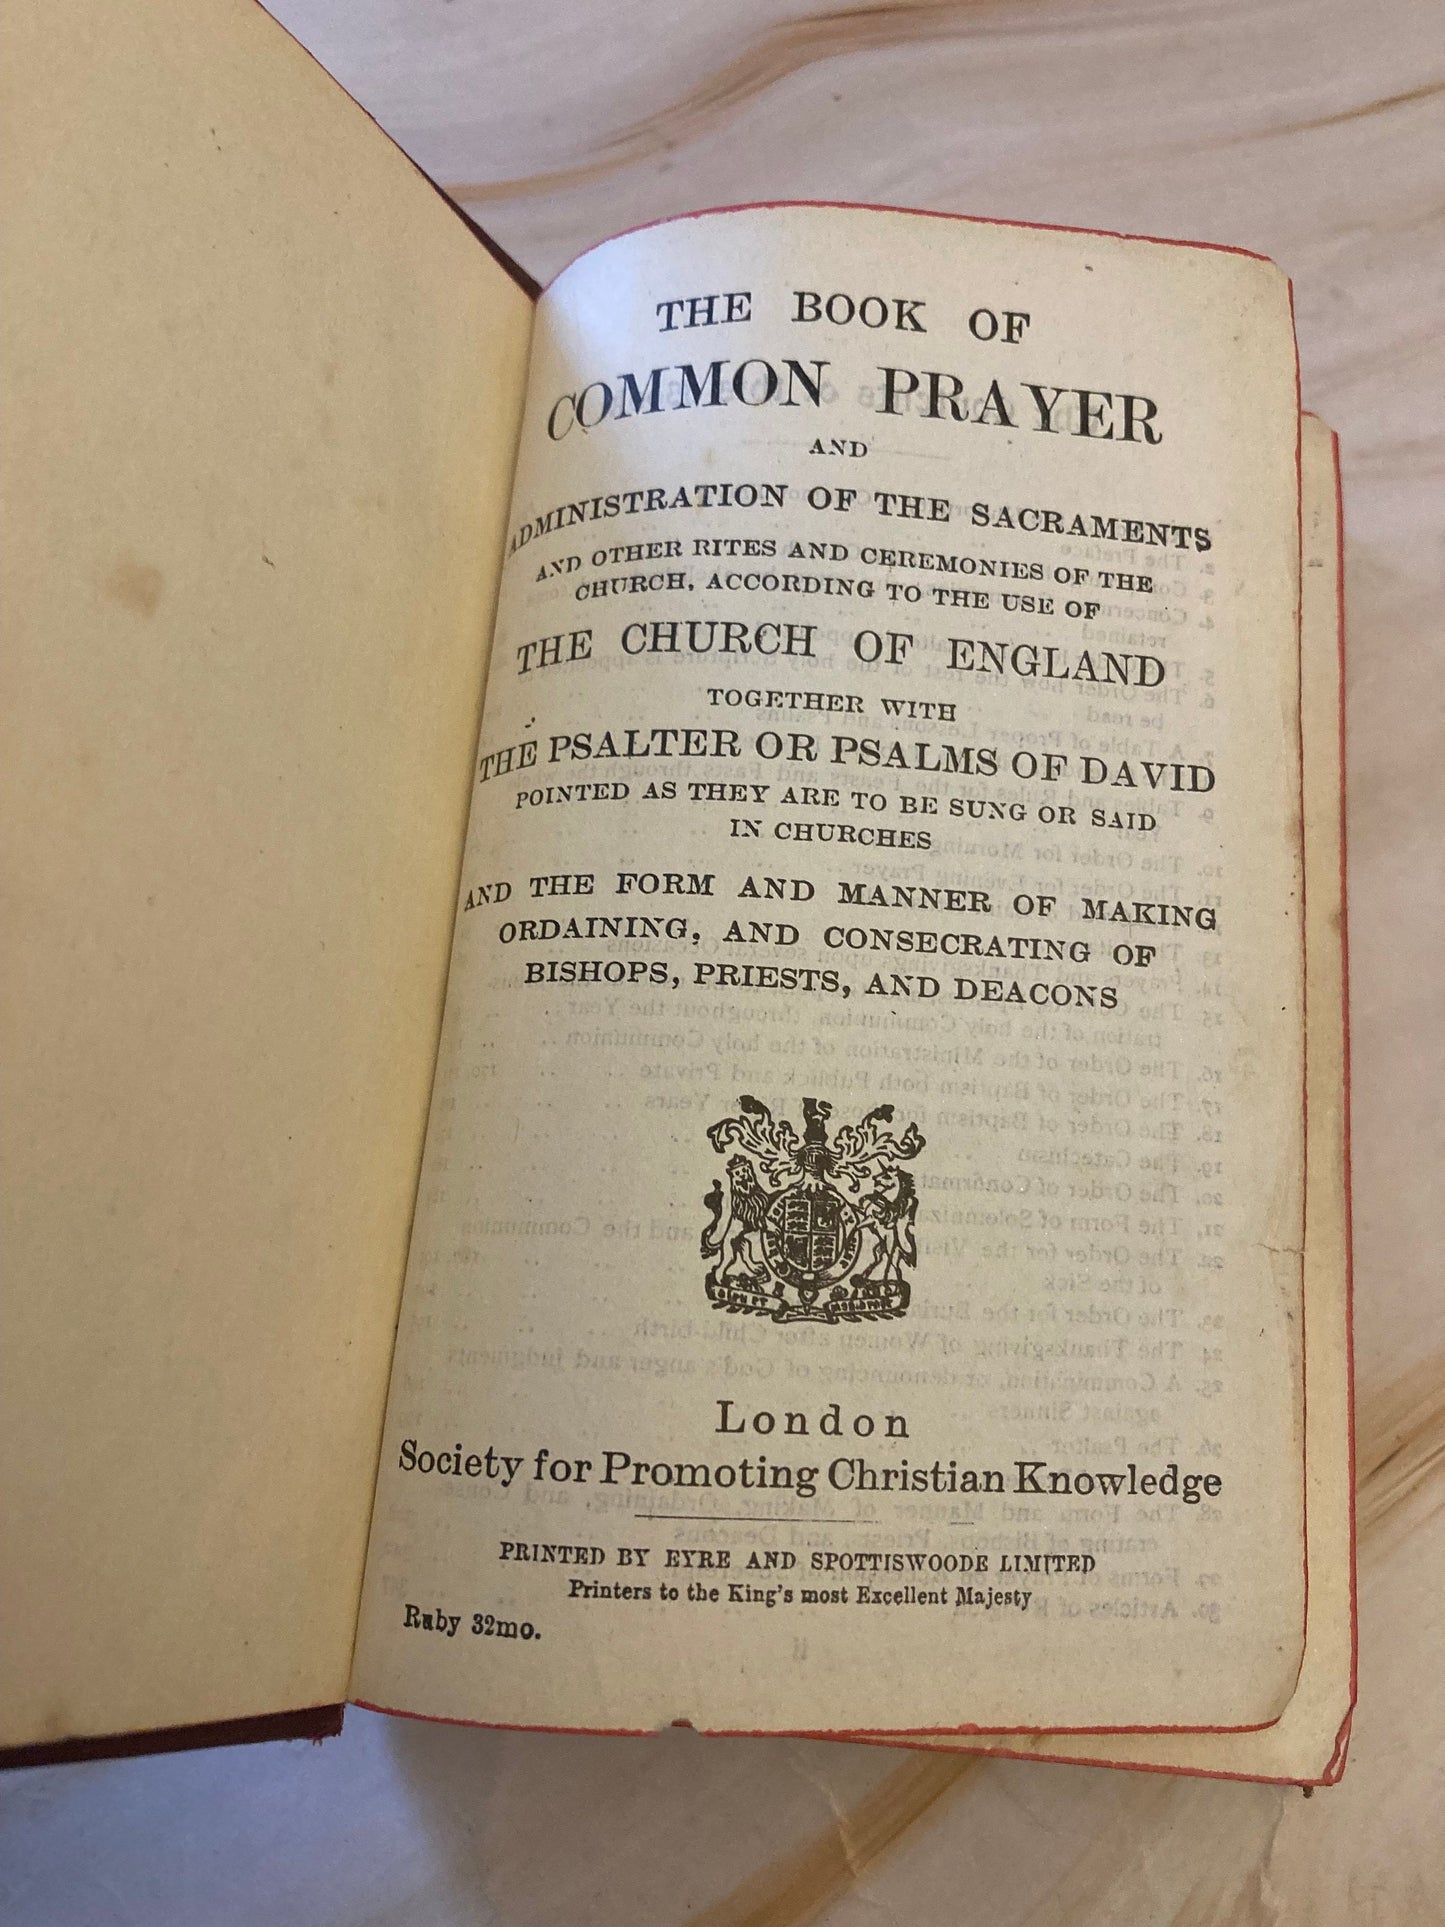 THE BOOK OF
COMMON PRAYER
AND
ADMINISTRATION OF THE SACRAMENTS
AND OTHER RITES AND CEREMONIES OF THE
CHURCH, ACCORDING TO THE USE OF
THE CHURCH OF ENGLAND
TOGETHER WITH
THE PSALTER OR PSALMS OF DAVID
POINTED AS THEY ARE TO BE SUNG OR SAID
IN CHURCHES
AND THE FORM AND MANNER OF MAKING
ORDAINING, AND CONSECRATING OF
BISHOPS, PRIESTS, AND DEACONS
London
Society for Promoting Christian Knowledge
PRINTED BY EYRE AND SPOTTISWOODE LIMITED
Printers to the King's most Excellent Majesty
Ruby 32mo.